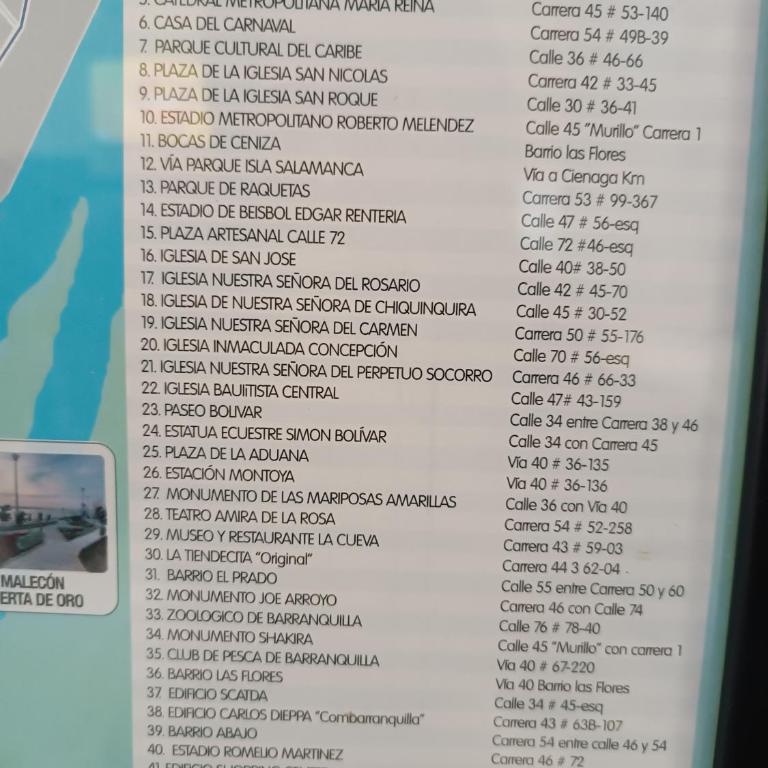 5. CATEDRAL METROPOLITANA MARIA REINA Carrera 45 # 53-140
6. CASA DEL CARNAVAL Carrera 54 # 49B-39
7. PARQUE CULTURAL DEL CARIBE Calle 36 # 46-66
8. PLAZA DE LA IGLESIA SAN NICOLAS Carrera 42 # 33-45
9. PLAZA DE LA IGLESIA SAN ROQUE Calle 30 # 36-41
10. ESTADIO METROPOLITANO ROBERTO MELENDEZ Calle 45 "Murillo" Carrera 1
11. BOCAS DE CENIZA Barrio las Flores
12. VÍA PARQUE ISLA SALAMANCA Vía a Cienaga Km
13. PARQUE DE RAQUETAS Carrera 53 # 99-367
14. ESTADIO DE BEISBOL EDGAR RENTERIA Calle 47 # 56-esq
15. PLAZA ARTESANAL CALLE 72 Calle 72 #46-esq
16. IGLESIA DE SAN JOSE Calle 40# 38-50
17. IGLESIA NUESTRA SEÑORA DEL ROSARIO Calle 42 # 45-70
18. IGLESIA DE NUESTRA SEÑORA DE CHIQUINQUIRA Calle 45 # 30-52
19. IGLESIA NUESTRA SEÑORA DEL CARMEN Carrera 50 # 55-176
20. IGLESIA INMACULADA CONCEPCIÓN Calle 70 # 56-esq
21. IGLESIA NUESTRA SEÑORA DEL PERPETUO SOCORRO Carrera 46 # 66-33
22. IGLESIA BAUIITISTA CENTRAL Calle 47# 43-159
23. PASEO BOLIVAR Calle 34 entre Carrera 38 y 46
24. ESTATUA ECUESTRE SIMON BOLÍVAR Calle 34 con Carrera 45
25. PLAZA DE LA ADUANA Vía 40 # 36-135
26. ESTACIÓN MONTOYA Vía 40 # 36-136
27. MONUMENTO DE LAS MARIPOSAS AMARILLAS Calle 36 con Vía 40
28. TEATRO AMIRA DE LA ROSA Carrera 54 # 52-258
29. MUSEO Y RESTAURANTE LA CUEVA Carrera 43 # 59-03
30. LA TIENDECITA "Original" Carrera 44 3 62-04
31. BARRIO EL PRADO Calle 55 entre Carrera 50 y 60
32. MONUMENTO JOE ARROYO Carrera 46 con Calle 74
33. ZOOLOGICO DE BARRANQUILLA Calle 76 # 78-40
34. MONUMENTO SHAKIRA Calle 45 "Murillo" con carrera 1
35. CLUB DE PESCA DE BARRANQUILLA Vía 40 # 67-220
36. BARRIO LAS FLORES Vía 40 Barrio las Flores
37. EDIFICIO SCATDA Calle 34 # 45-esq
38. EDIFICIO CARLOS DIEPPA "Combarranquilla" Carrera 43 # 63B-107
39. BARRIO ABAJO Carrera 54 entre calle 46 y 54
40. ESTADIO ROMELIO MARTINEZ Carrera 46 # 72
MALECÓN
ERTA DE ORO